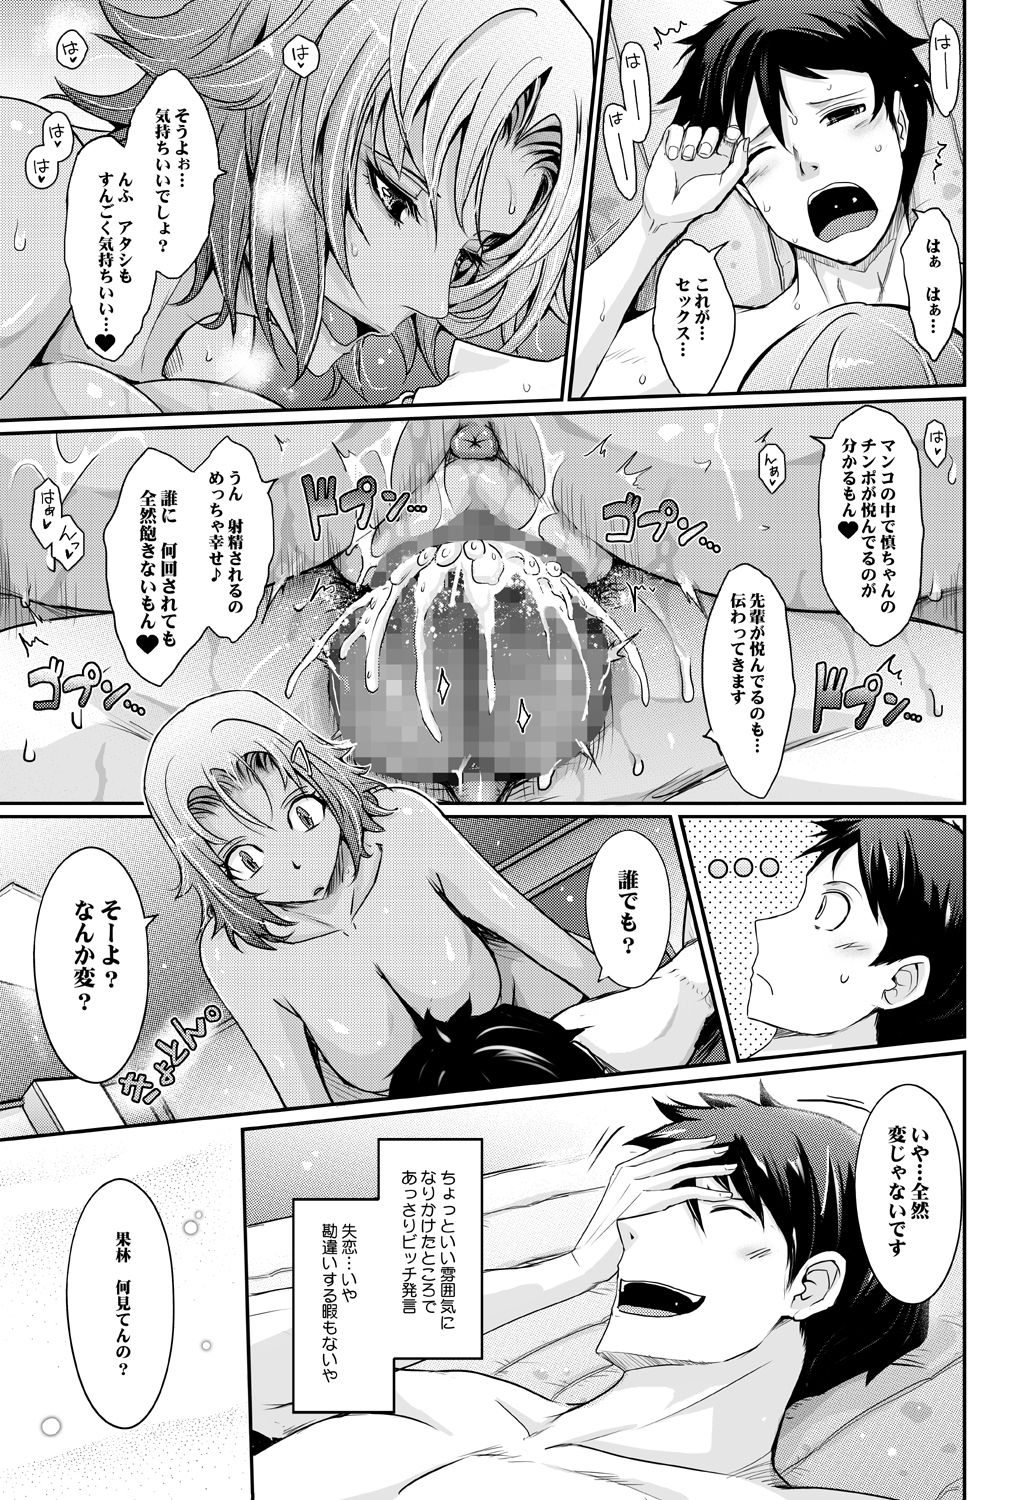 は
ー
は
ー
はぁ はぁ…
これが…
セックス…
は♥
は♥
は♥
そうよぉ…
気持ちいいでしょ?
んふ アタシも
すんごく気持ちいい…♥
は♥
マンコの中で慎ちゃんの
チンポが悦んでるのが
分かるもん♥
んぁ♥
ゴプン…
先輩が悦んでるのも…
伝わってきます
ドプン…
ドプン…
うん 射精されるの
めっちゃ幸せ♪
誰に 何回されても
全然飽きないもん♥
はぁ♥
んっ♥
ゴプン…
○○○
誰でも?
そーよ?
なんか変?
きょとん。
いや…全然
変じゃないです
ちょっといい雰囲気に
なりかけたところで
あっさりビッチ発言
失恋…いや
勘違いする暇もないや
果林 何見てんの?